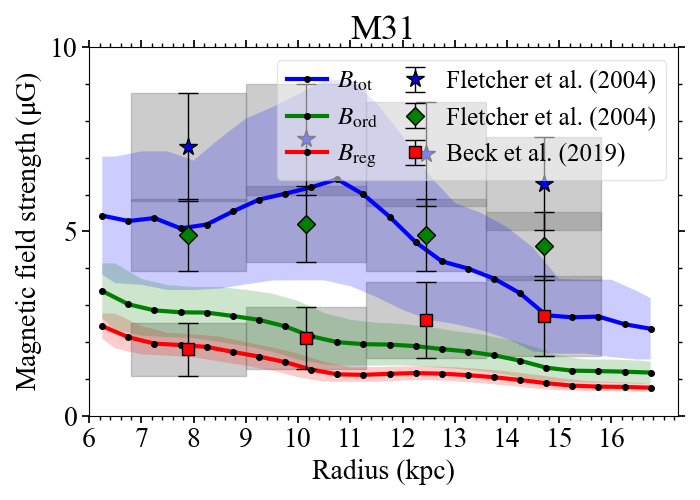 M31
Magnetic field strength (μG)
10
5
0
B_tot
B_ord
B_reg
Fletcher et al. (2004)
Fletcher et al. (2004)
Beck et al. (2019)
6 7 8 9 10 11 12 13 14 15 16
Radius (kpc)